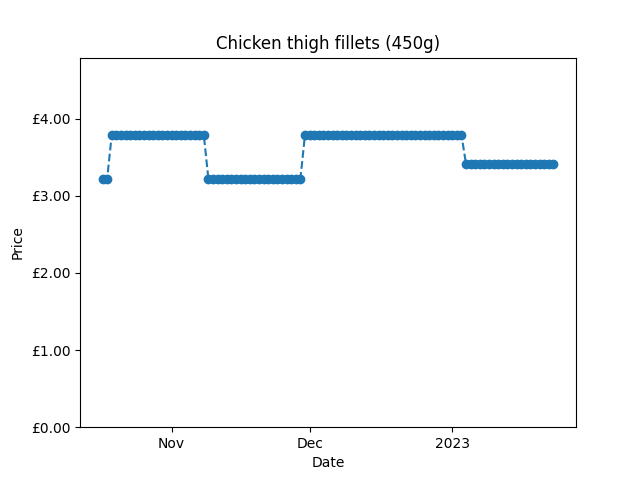 Chicken thigh fillets (450g)
£4.00
£3.00
£2.00
£1.00
£0.00
Price
Nov
Dec
2023
Date